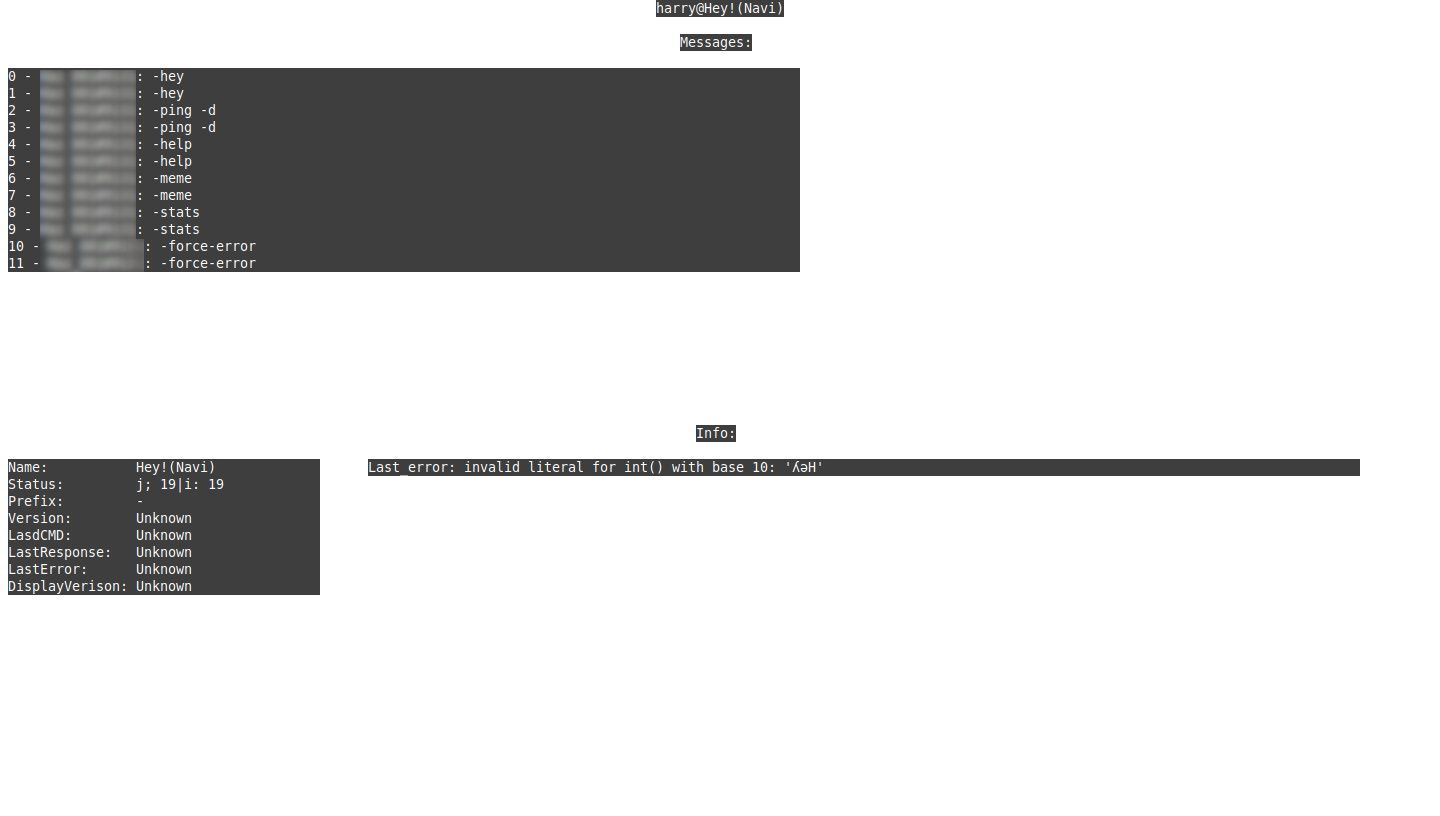 harry@Hey!(Navi)
Messages:
0 - : -hey
1 - : -hey
2 - : -ping -d
3 - : -ping -d
4 - : -help
5 - : -help
6 - : -meme
7 - : -meme
8 - : -stats
9 - : -stats
10 - : -force-error
11 - : -force-error
Info:
Name: Hey!(Navi)
Status: j; 19|i: 19
Prefix: -
Version: Unknown
LasdCMD: Unknown
LastResponse: Unknown
LastError: Unknown
DisplayVerison: Unknown
Last_error: invalid literal for int() with base 10: 'ʎǝH'